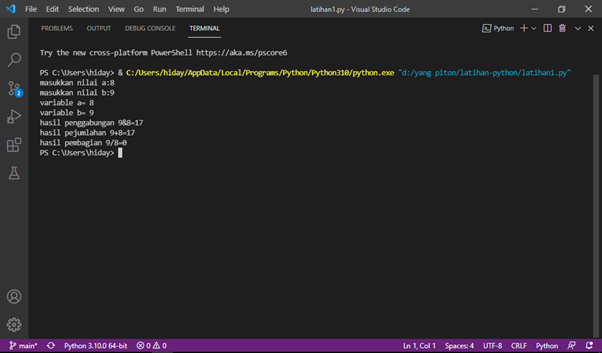 File Edit Selection View Go Run Terminal Help latihan1.py - Visual Studio Code
PROBLEMS OUTPUT DEBUG CONSOLE TERMINAL Python
Try the new cross-platform PowerShell https://aka.ms/pscore6
PS C:\Users\hiday> & C:/Users/hiday/AppData/Local/Programs/Python/Python310/python.exe "d:/yang piton/latihan-python/latihan1.py"
masukkan nilai a:8
masukkan nilai b:9
variable a= 8
variable b= 9
hasil penggabungan 9&8=17
hasil pejumlahan 9+8=17
hasil pembagian 9/8=0
PS C:\Users\hiday>
2
main* Python 3.10.0 64-bit 0 0 Ln 1, Col 1 Spaces: 4 UTF-8 CRLF Python